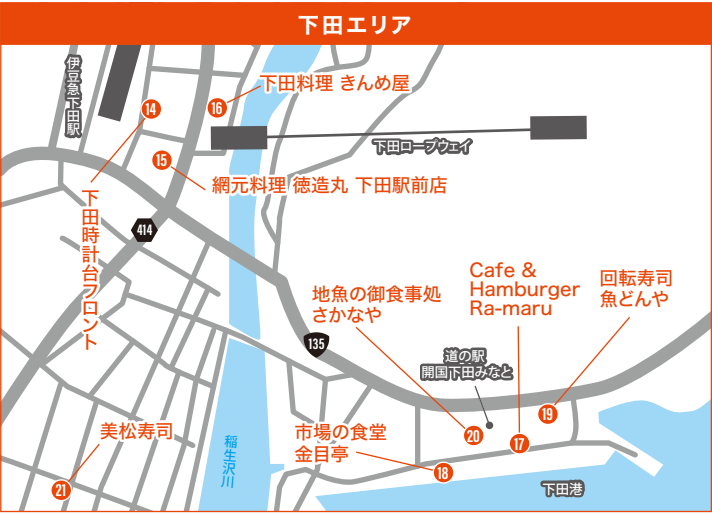 下田エリア
伊豆急下田駅
14
16
下田料理 きんめ屋
下田ロープウェイ
15
網元料理 徳造丸 下田駅前店
下田時計台フロント
414
地魚の御食事処
さかなや
Cafe &
Hamburger
Ra-maru
回転寿司
魚どんや
135
道の駅
開国下田みなと
19
20
17
美松寿司
市場の食堂
金目亭
稲生沢川
18
21
下田港